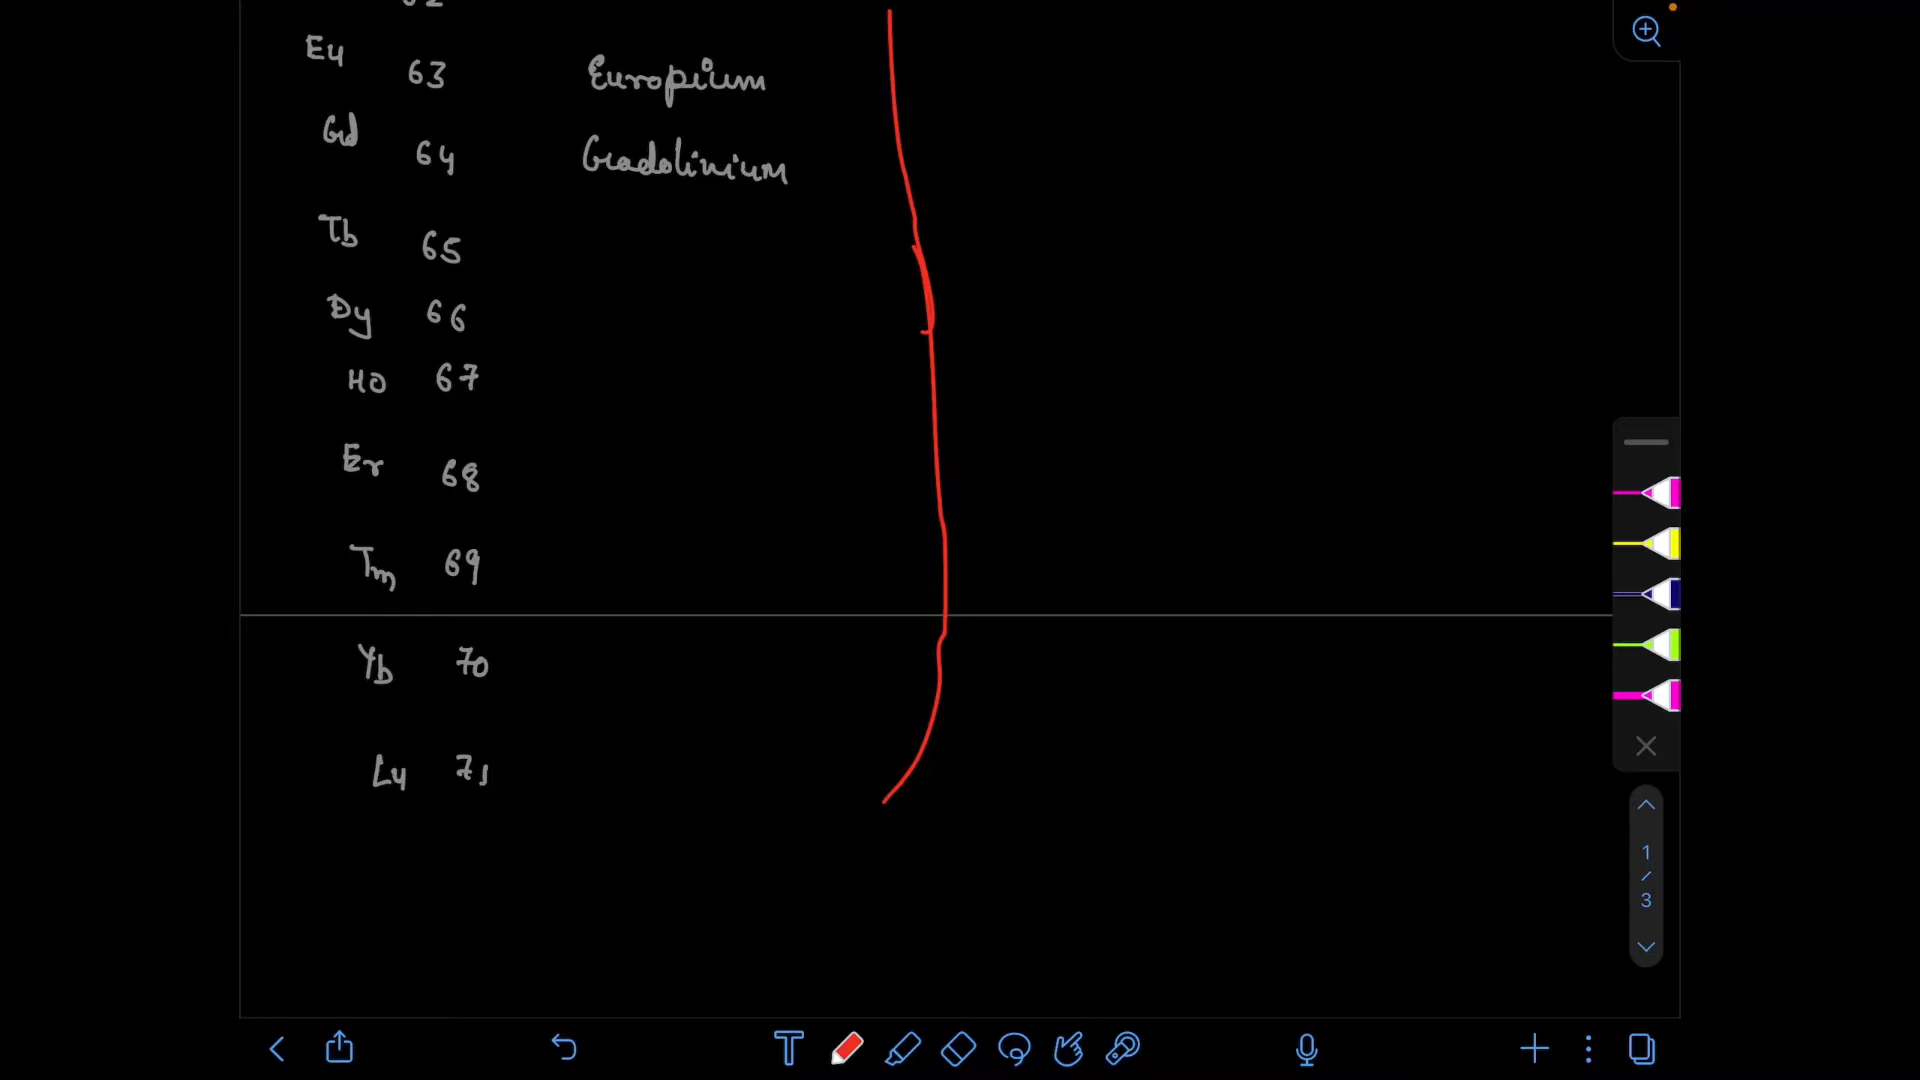 Eu 63 Europium
Gd 64 Gadolinium
Tb 65
Dy 66
Ho 67
Er 68
Tm 69
Yb 70
Lu 71
1
/
3
T